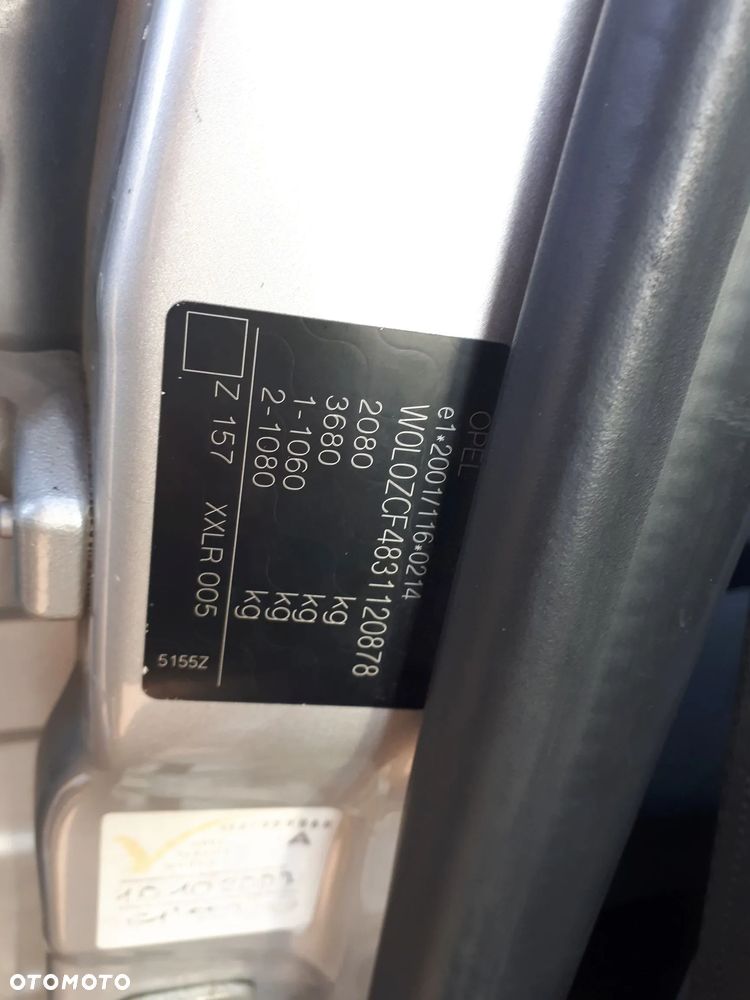 OPEL
e1*2001/116*0214
W0L0ZCF4831120878
2080 kg
3680 kg
1-1060 kg
2-1080 kg
Z 157 XXLR 005
5155Z
OTOMOTO